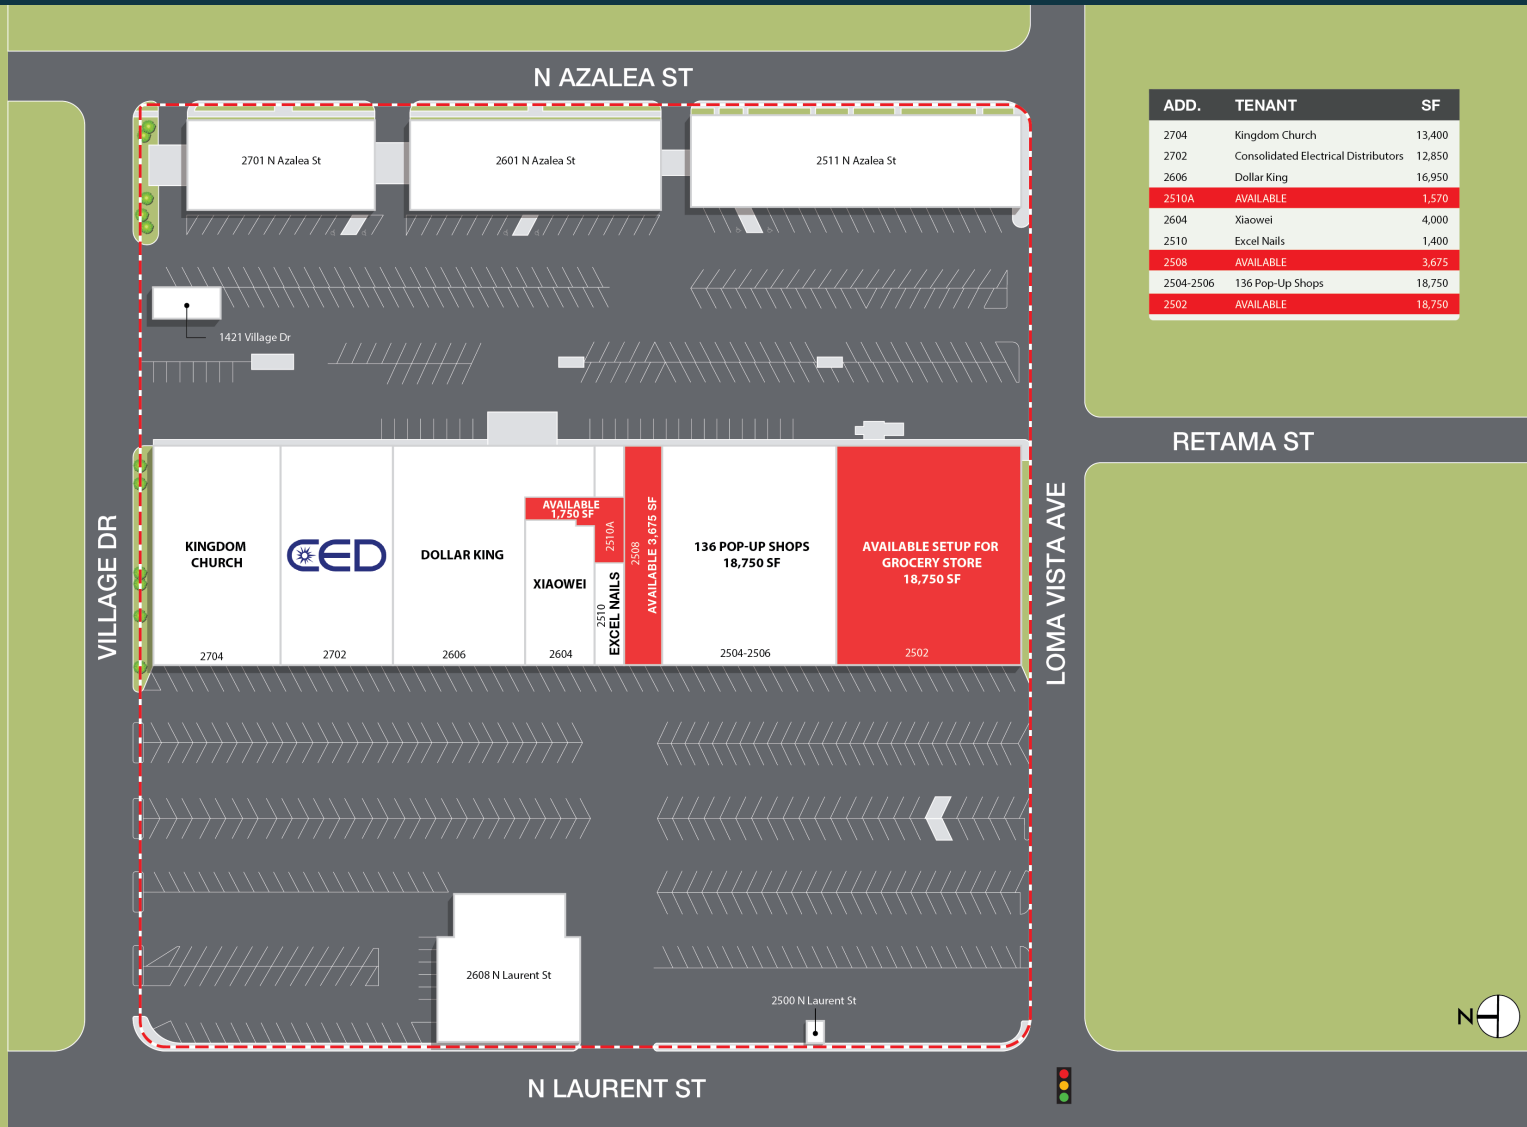 N AZALEA ST
2701 N Azalea St
2601 N Azalea St
2511 N Azalea St
1421 Village Dr
ADD. TENANT SF
2704 Kingdom Church 13,400
2702 Consolidated Electrical Distributors 12,850
2606 Dollar King 16,950
2510A AVAILABLE 1,570
2604 Xiaowei 4,000
2510 Excel Nails 1,400
2508 AVAILABLE 3,675
2504-2506 136 Pop-Up Shops 18,750
2502 AVAILABLE 18,750
RETAMA ST
VILLAGE DR
LOMA VISTA AVE
KINGDOM
CHURCH
2704
CED
2702
DOLLAR KING
2606
AVAILABLE
1,750 SF
2510A
XIAOWEI
2604
2510
EXCEL NAILS
2508
AVAILABLE 3,675 SF
136 POP-UP SHOPS
18,750 SF
2504-2506
AVAILABLE SETUP FOR
GROCERY STORE
18,750 SF
2502
2608 N Laurent St
2500 N Laurent St
N
N LAURENT ST